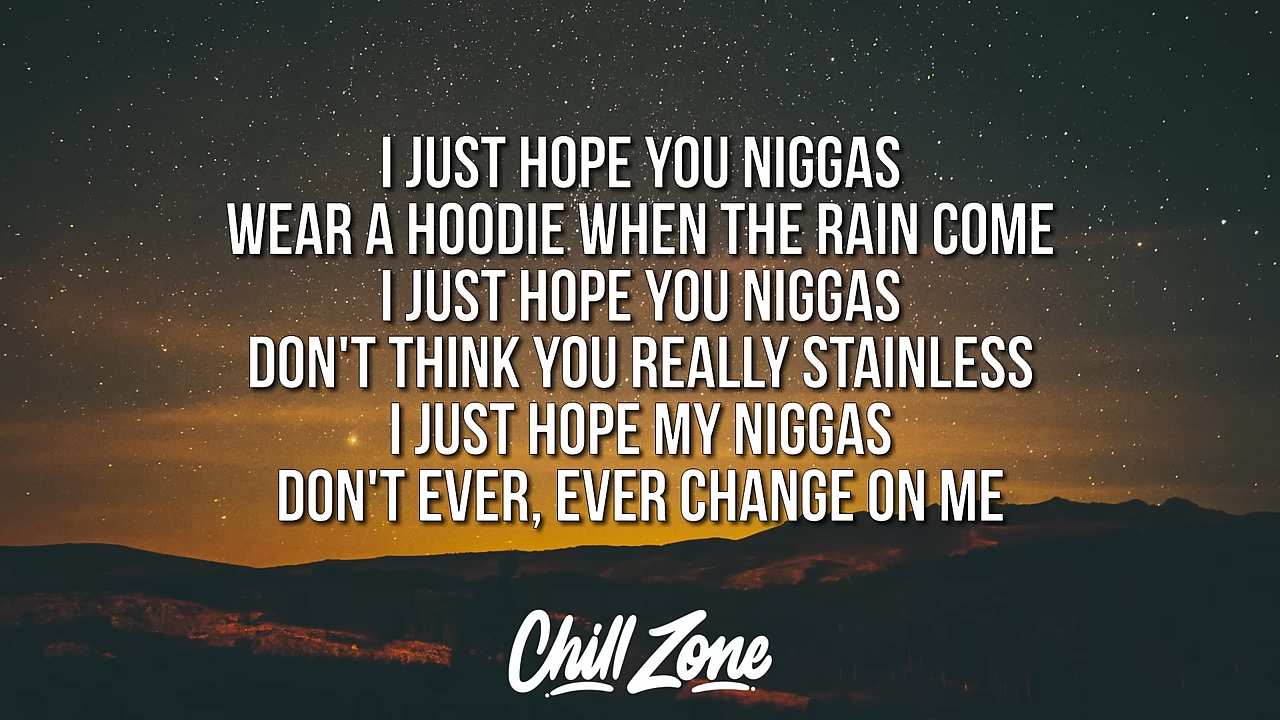 I JUST HOPE YOU NIGGAS
WEAR A HOODIE WHEN THE RAIN COME
I JUST HOPE YOU NIGGAS
DON'T THINK YOU REALLY STAINLESS
I JUST HOPE MY NIGGAS
DON'T EVER, EVER CHANGE ON ME
Chill Zone